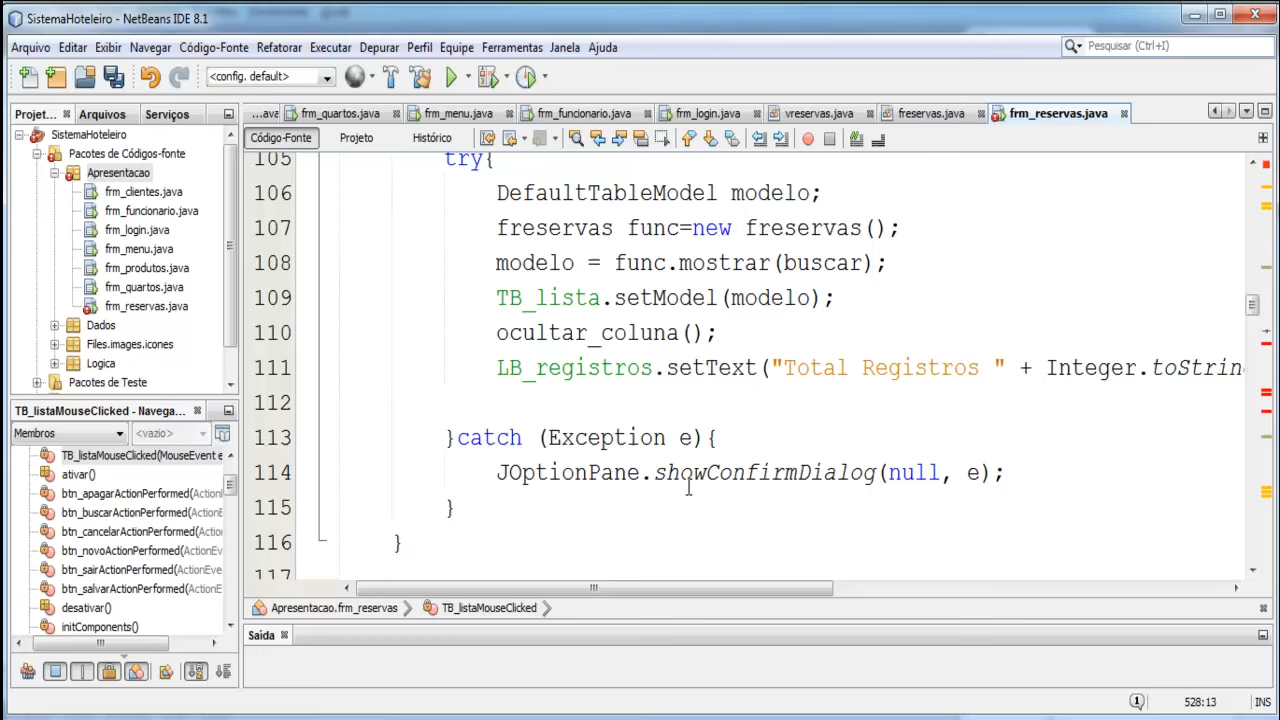 SistemaHoteleiro - NetBeans IDE 8.1
Arquivo Editar Exibir Navegar Código-Fonte Refatorar Executar Depurar Perfil Equipe Ferramentas Janela Ajuda
Pesquisar (Ctrl+I)
<config. default>
Projet... Arquivos Serviços
...ava frm_quartos.java frm_menu.java frm_funcionario.java frm_login.java vreservas.java freservas.java frm_reservas.java
Código-Fonte Projeto Histórico
SistemaHoteleiro
Pacotes de Códigos-fonte
Apresentacao
frm_clientes.java
frm_funcionario.java
frm_login.java
frm_menu.java
frm_produtos.java
frm_quartos.java
frm_reservas.java
Dados
Files.images.icones
Logica
Pacotes de Teste
TB_listaMouseClicked - Navega...
Membros <vazio>
TB_listaMouseClicked(MouseEvent e
ativar()
btn_apagarActionPerformed(ActionE
btn_buscarActionPerformed(ActionE
btn_cancelarActionPerformed(Action
btn_novoActionPerformed(ActionEv
btn_sairActionPerformed(ActionEve
btn_salvarActionPerformed(ActionE
desativar()
initComponents()
105 try{
106 DefaultTableModel modelo;
107 freservas func=new freservas();
108 modelo = func.mostrar(buscar);
109 TB_lista.setModel(modelo);
110 ocultar_coluna();
111 LB_registros.setText("Total Registros " + Integer.toStrin
112
113 }catch (Exception e){
114 JOptionPane.showConfirmDialog(null, e);
115 }
116 }
117
Apresentacao.frm_reservas TB_listaMouseClicked
Saída
528:13 INS